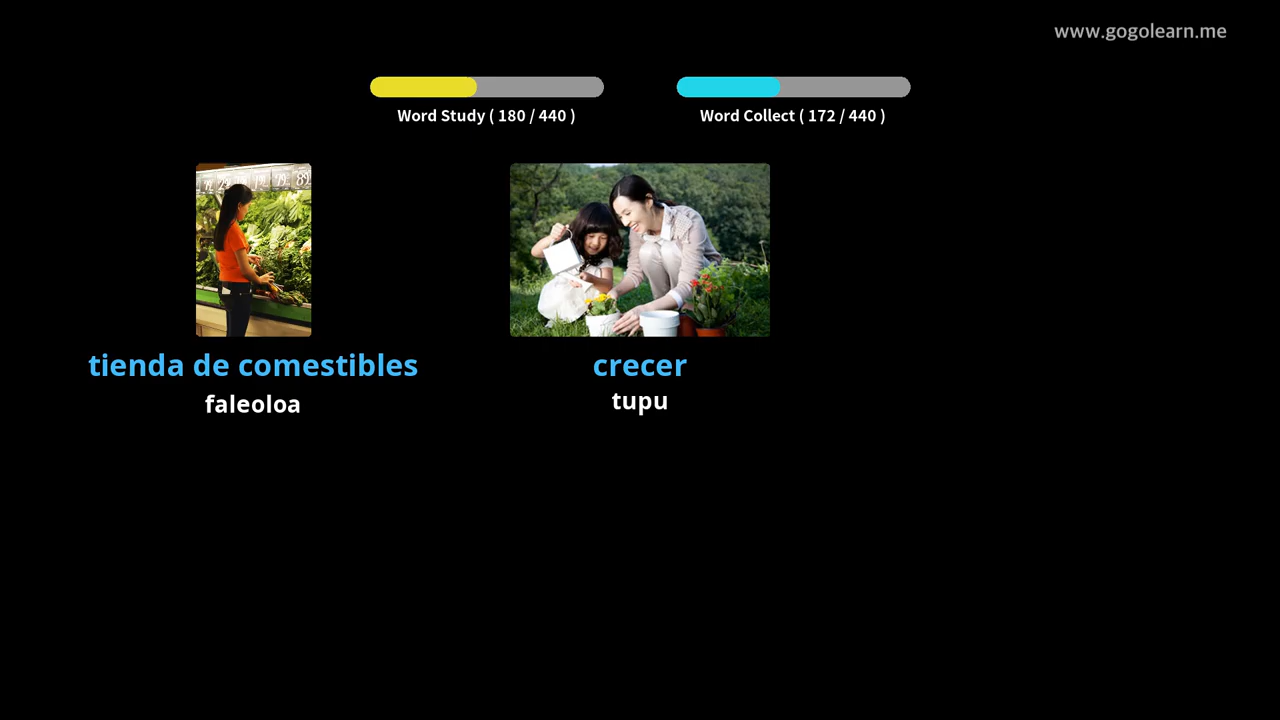 www.gogolearn.me
Word Study ( 180 / 440 )
Word Collect ( 172 / 440 )
tienda de comestibles
faleoloa
crecer
tupu